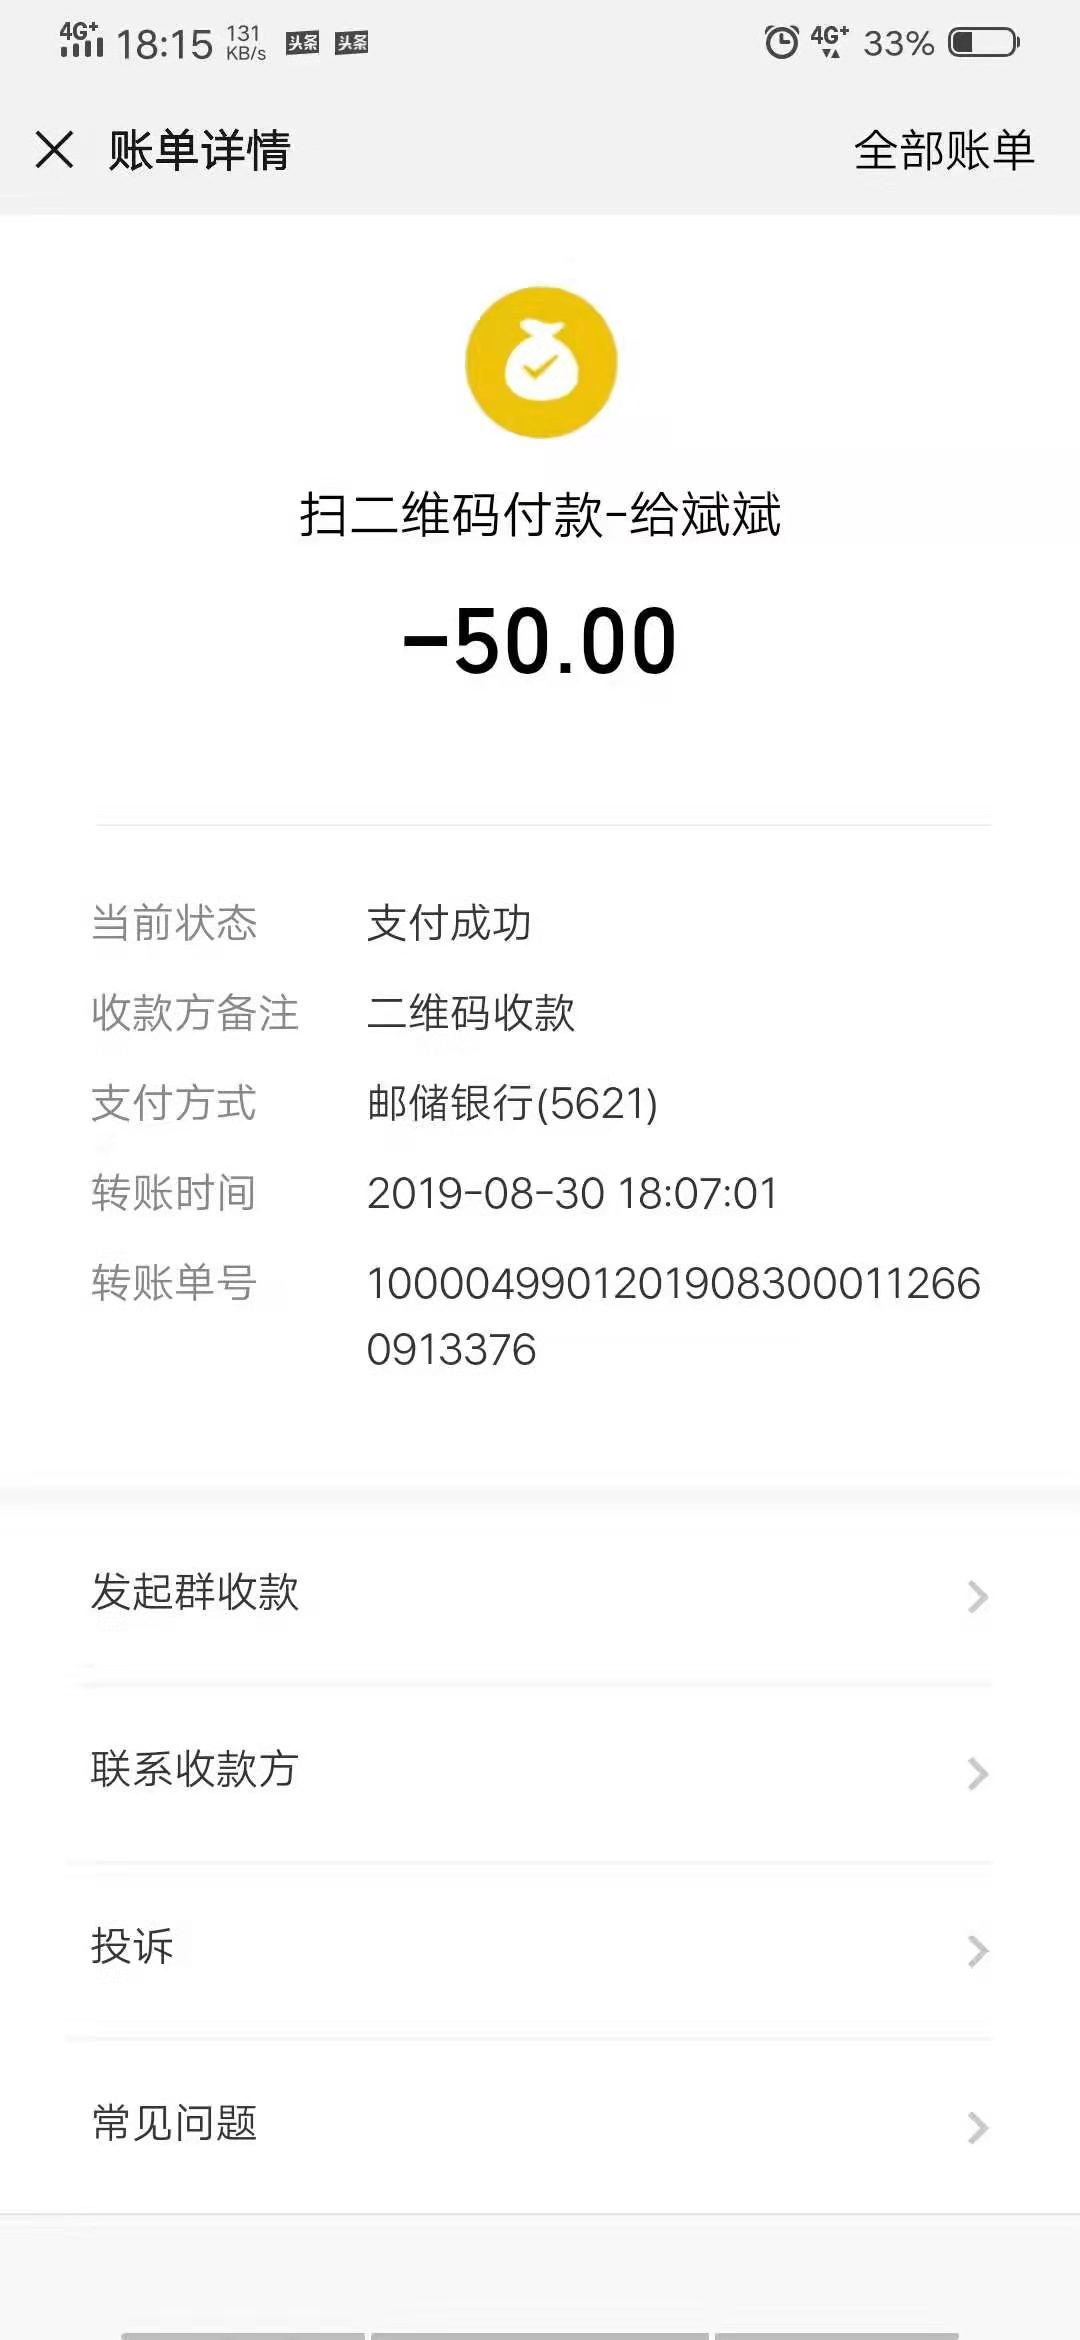 4G+ 18:15 131 KB/s 头条 头条 4G+ 33%
账单详情 全部账单
扫二维码付款-给斌斌
-50.00
当前状态 支付成功
收款方备注 二维码收款
支付方式 邮储银行(5621)
转账时间 2019-08-30 18:07:01
转账单号 100004990120190830001​1266
0913376
发起群收款
联系收款方
投诉
常见问题